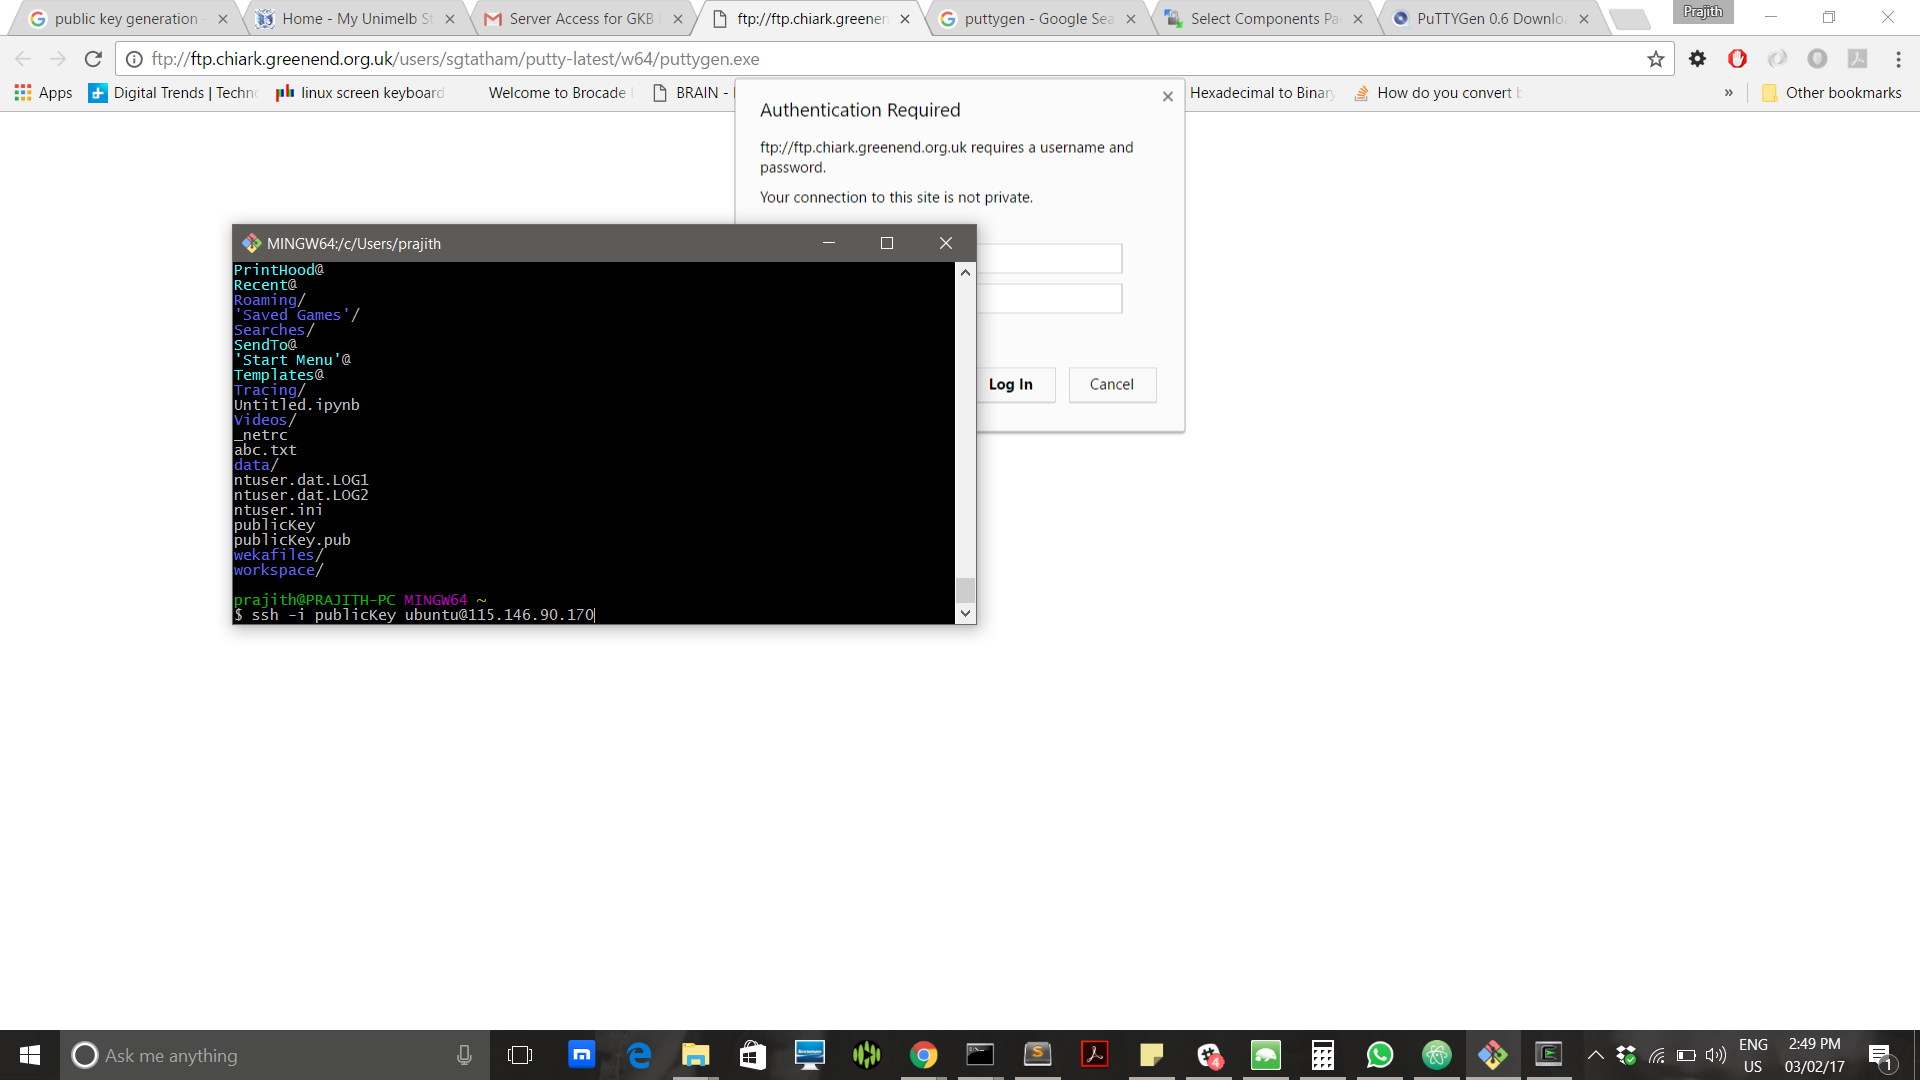 public key generation -
Home - My Unimelb St
Server Access for GKB
ftp://ftp.chiark.greenen
puttygen - Google Sea
Select Components Pa
PuTTYGen 0.6 Downlo
Prajith
ftp://ftp.chiark.greenend.org.uk/users/sgtatham/putty-latest/w64/puttygen.exe
Apps
Digital Trends | Techn
linux screen keyboard
Welcome to Brocade
BRAIN -
Hexadecimal to Binary
How do you convert b
»
Other bookmarks
Authentication Required
ftp://ftp.chiark.greenend.org.uk requires a username and
password.
Your connection to this site is not private.
Log In
Cancel
MINGW64:/c/Users/prajith
PrintHood@
Recent@
Roaming/
'Saved Games'/
Searches/
SendTo@
'Start Menu'@
Templates@
Tracing/
Untitled.ipynb
Videos/
_netrc
abc.txt
data/
ntuser.dat.LOG1
ntuser.dat.LOG2
ntuser.ini
publicKey
publicKey.pub
wekafiles/
workspace/
prajith@PRAJITH-PC MINGW64 ~
$ ssh -i publicKey ubuntu@115.146.90.170
Ask me anything
4
ENG
US
2:49 PM
03/02/17
1